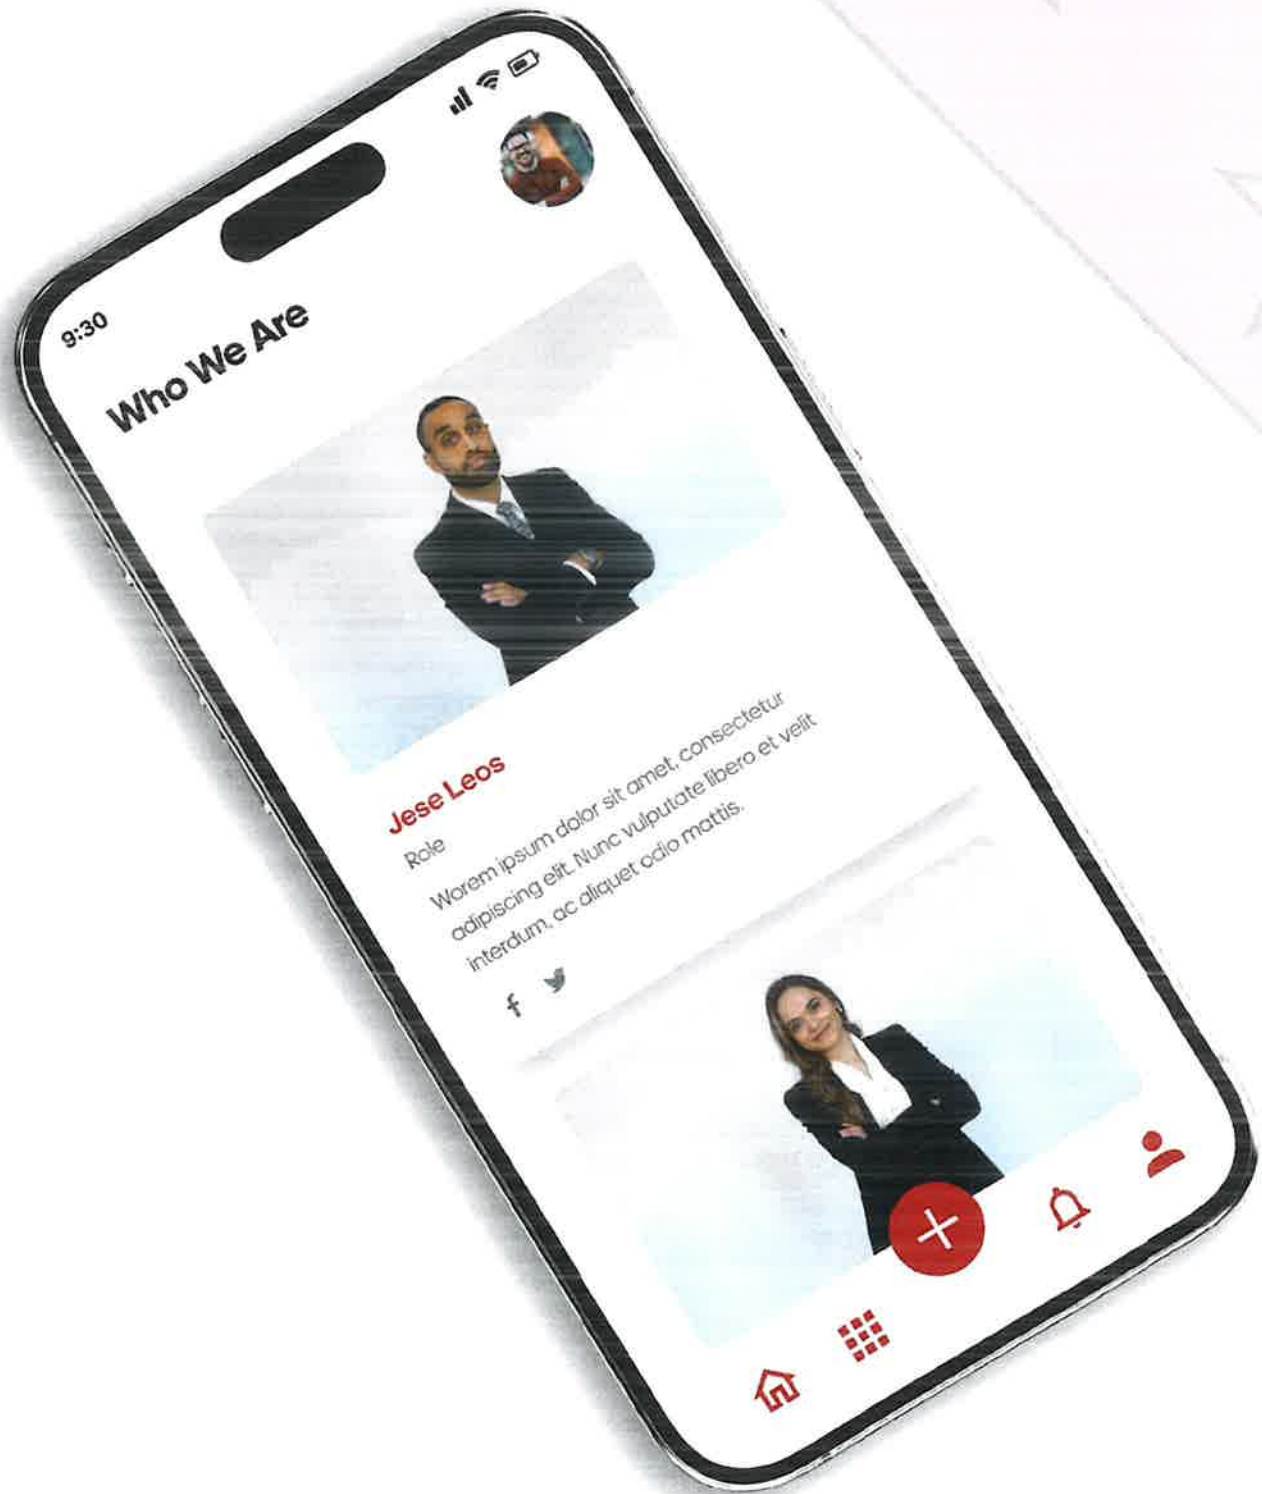 9:30
Who We Are
Jese Leos
Role
Worem ipsum dolor sit amet, consectetur
adipiscing elit. Nunc vulputate libero et velit
interdum, ac aliquet odio mattis.